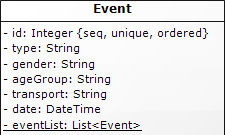 Event
- id: Integer {seq, unique, ordered}
- type: String
- gender: String
- ageGroup: String
- transport: String
- date: DateTime
- eventList: List<Event>